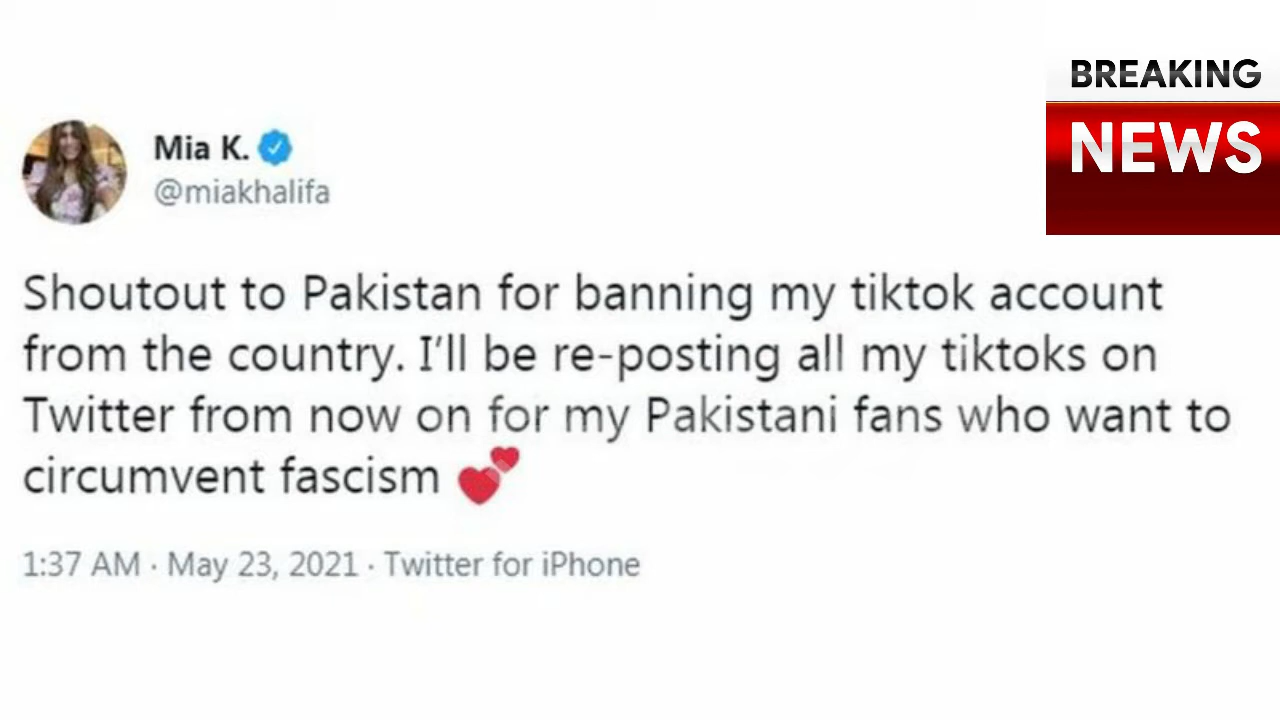 BREAKING
NEWS
Mia K.
@miakhalifa
Shoutout to Pakistan for banning my tiktok account
from the country. I’ll be re-posting all my tiktoks on
Twitter from now on for my Pakistani fans who want to
circumvent fascism 💕
1:37 AM · May 23, 2021 · Twitter for iPhone